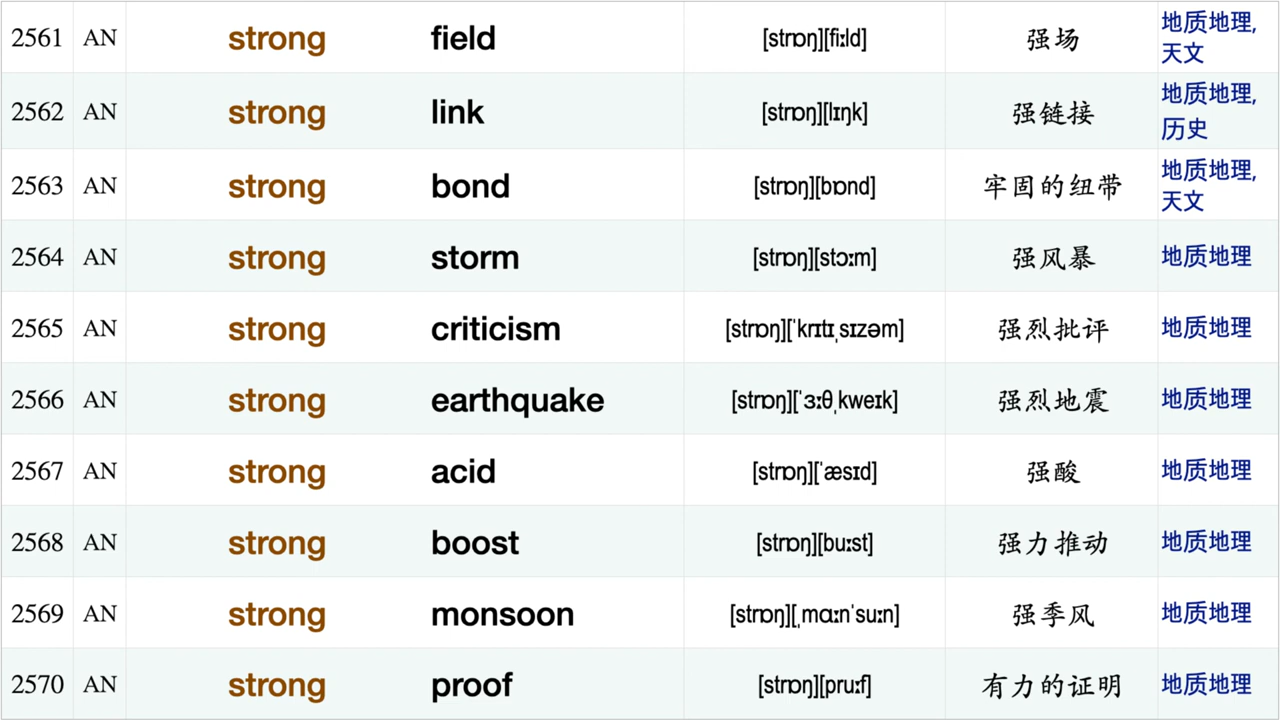 2561 AN strong field [strɒŋ][fiːld] 强场 地质地理,
天文
2562 AN strong link [strɒŋ][lɪŋk] 强链接 地质地理,
历史
2563 AN strong bond [strɒŋ][bɒnd] 牢固的纽带 地质地理,
天文
2564 AN strong storm [strɒŋ][stɔːm] 强风暴 地质地理
2565 AN strong criticism [strɒŋ][ˈkrɪtɪˌsɪzəm] 强烈批评 地质地理
2566 AN strong earthquake [strɒŋ][ˈɜːθˌkweɪk] 强烈地震 地质地理
2567 AN strong acid [strɒŋ][ˈæsɪd] 强酸 地质地理
2568 AN strong boost [strɒŋ][buːst] 强力推动 地质地理
2569 AN strong monsoon [strɒŋ][ˌmɑːnˈsuːn] 强季风 地质地理
2570 AN strong proof [strɒŋ][pruːf] 有力的证明 地质地理